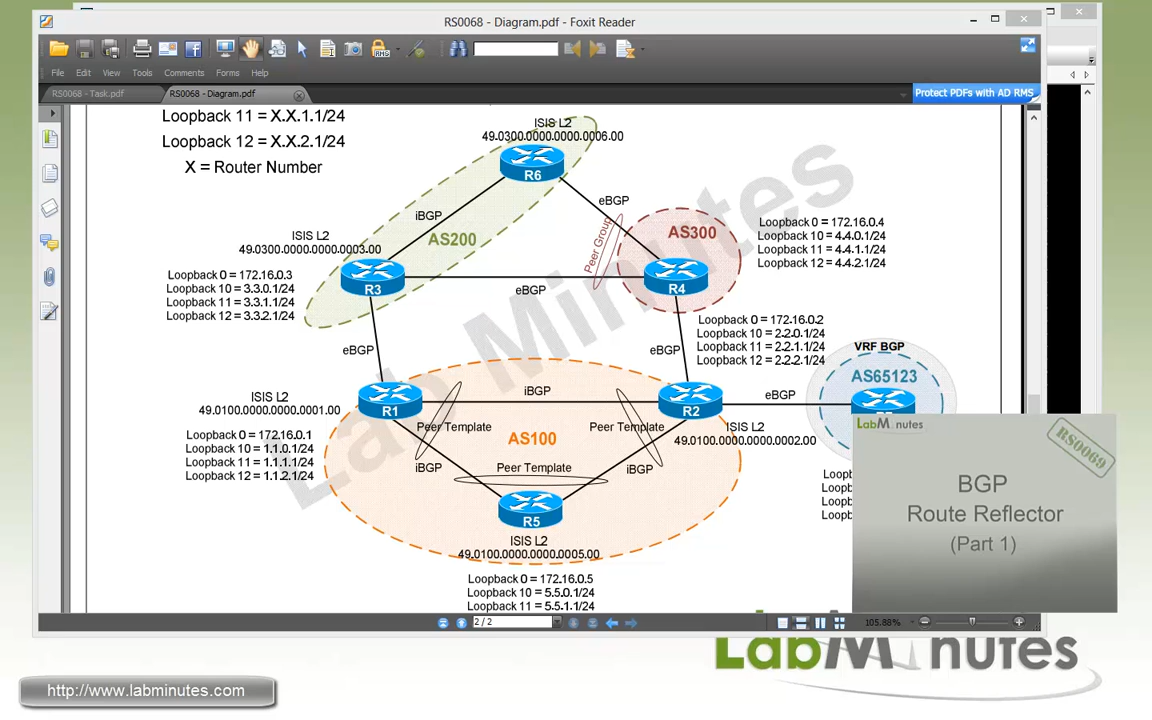 RS0068 - Diagram.pdf - Foxit Reader
File Edit View Tools Comments Forms Help
RS0068 - Task.pdf
RS0068 - Diagram.pdf
Protect PDFs with AD RMS
Loopback 11 = X.X.1.1/24
Loopback 12 = X.X.2.1/24
X = Router Number
ISIS L2
49.0300.0000.0000.0006.00
R6
iBGP
eBGP
AS200
Peer Group
AS300
Loopback 0 = 172.16.0.4
Loopback 10 = 4.4.0.1/24
Loopback 11 = 4.4.1.1/24
Loopback 12 = 4.4.2.1/24
ISIS L2
49.0300.0000.0000.0003.00
Loopback 0 = 172.16.0.3
Loopback 10 = 3.3.0.1/24
Loopback 11 = 3.3.1.1/24
Loopback 12 = 3.3.2.1/24
R3
eBGP
R4
Lab Minutes
Loopback 0 = 172.16.0.2
Loopback 10 = 2.2.0.1/24
Loopback 11 = 2.2.1.1/24
Loopback 12 = 2.2.2.1/24
eBGP
eBGP
VRF BGP
AS65123
ISIS L2
49.0100.0000.0000.0001.00
R1
iBGP
R2
eBGP
Loopback 0 = 172.16.0.1
Loopback 10 = 1.1.0.1/24
Loopback 11 = 1.1.1.1/24
Loopback 12 = 1.1.2.1/24
Peer Template
AS100
Peer Template
ISIS L2
49.0100.0000.0000.0002.00
iBGP
Peer Template
iBGP
R5
ISIS L2
49.0100.0000.0000.0005.00
Loopback 0 = 172.16.0.5
Loopback 10 = 5.5.0.1/24
Loopback 11 = 5.5.1.1/24
LabMinutes
RS0069
BGP
Route Reflector
(Part 1)
2 / 2
105.88%
LabMinutes
http://www.labminutes.com